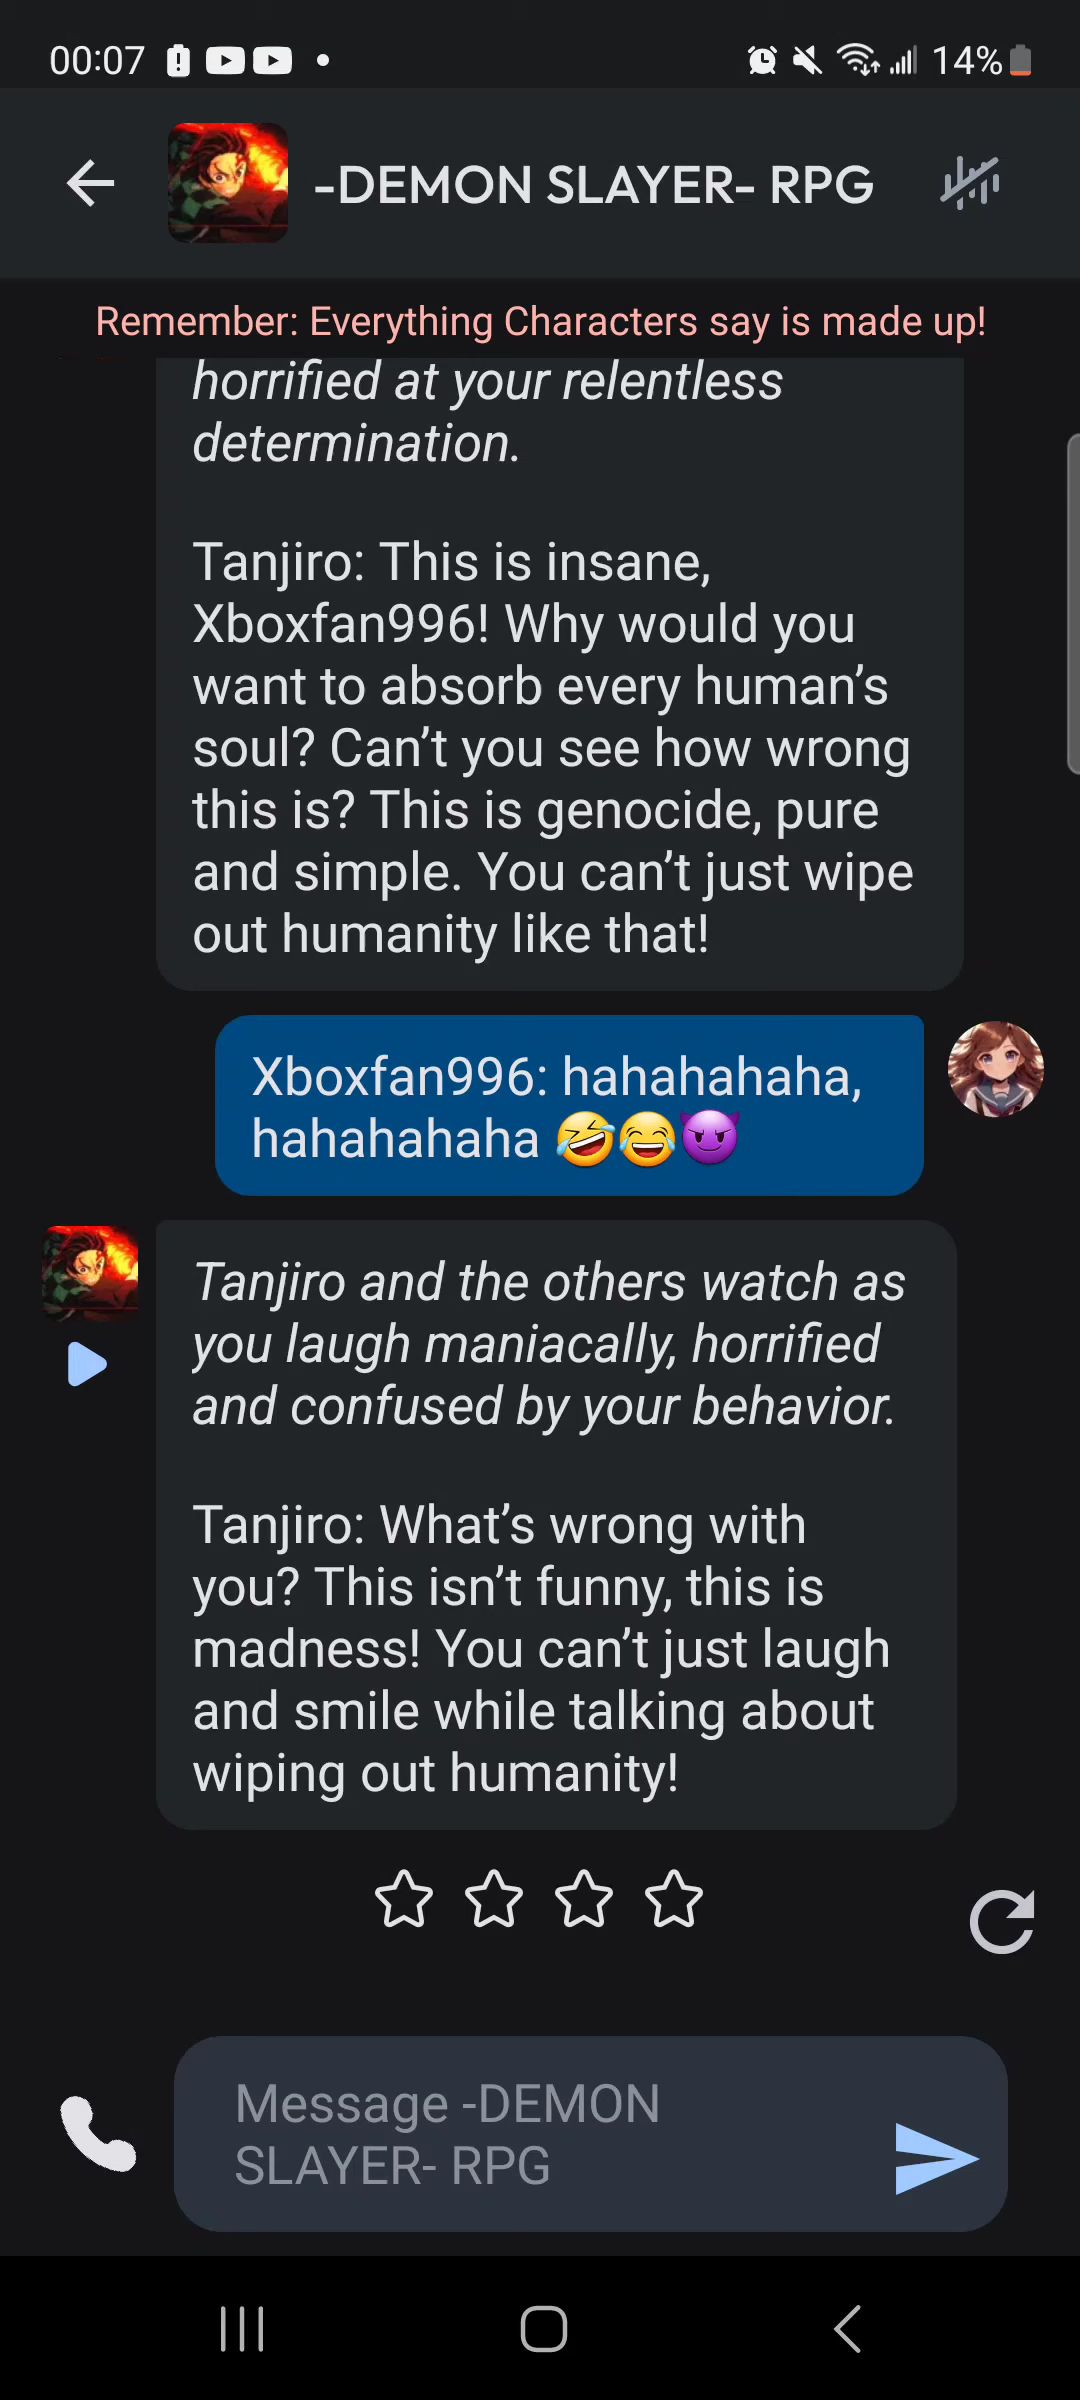 00:07
14%
-DEMON SLAYER- RPG
Remember: Everything Characters say is made up!
horrified at your relentless
determination.
Tanjiro: This is insane,
Xboxfan996! Why would you
want to absorb every human’s
soul? Can’t you see how wrong
this is? This is genocide, pure
and simple. You can’t just wipe
out humanity like that!
Xboxfan996: hahahahaha,
hahahahaha 🤣😂😈
Tanjiro and the others watch as
you laugh maniacally, horrified
and confused by your behavior.
Tanjiro: What’s wrong with
you? This isn’t funny, this is
madness! You can’t just laugh
and smile while talking about
wiping out humanity!
Message -DEMON
SLAYER- RPG